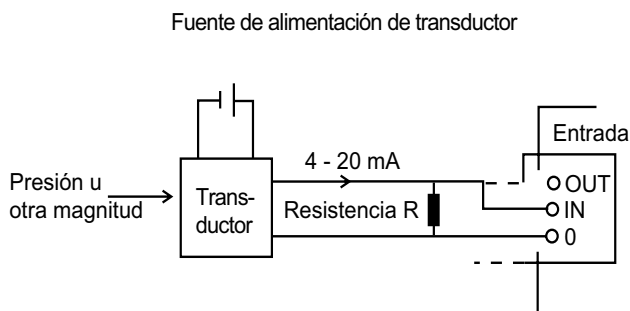 Fuente de alimentación de transductor
4 - 20 mA
Entrada
Presión u
otra magnitud
Trans-
ductor
Resistencia R
OUT
IN
0